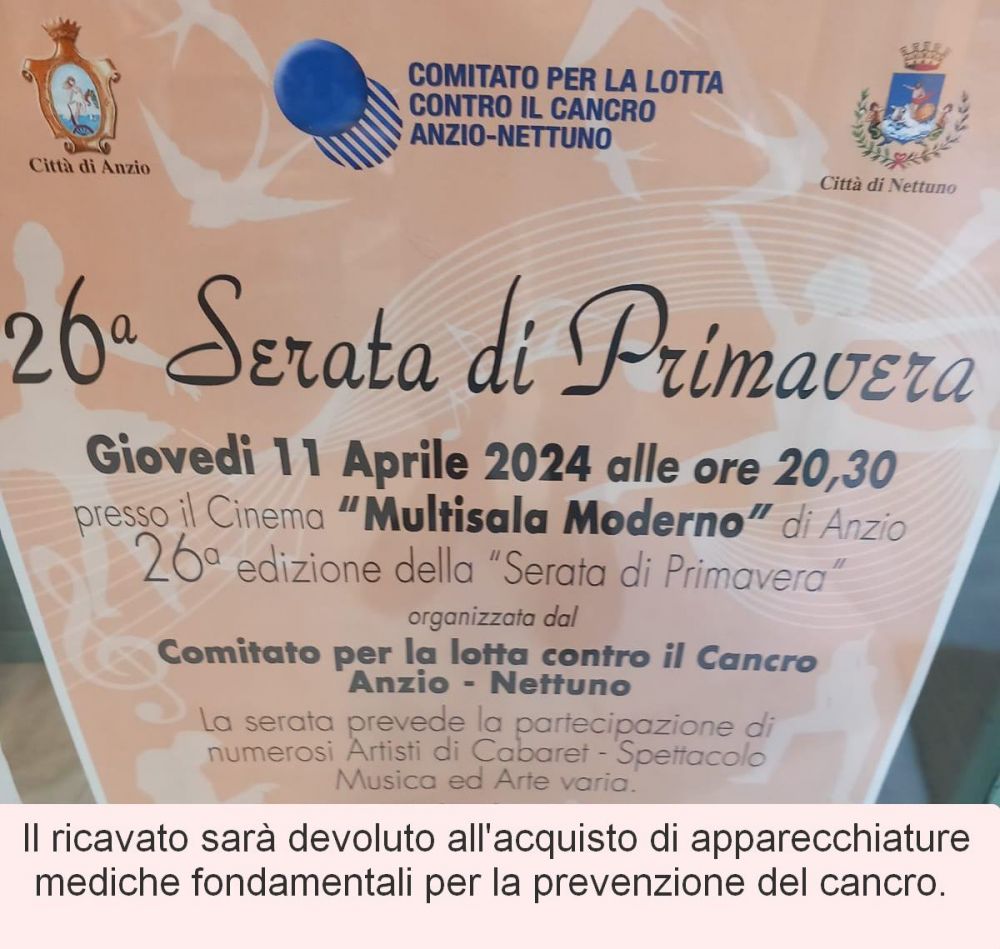 Città di Anzio
COMITATO PER LA LOTTA
CONTRO IL CANCRO
ANZIO-NETTUNO
Città di Nettuno
26a Serata di Primavera
Giovedi 11 Aprile 2024 alle ore 20,30
presso il Cinema "Multisala Moderno" di Anzio
26a edizione della "Serata di Primavera"
organizzata dal
Comitato per la lotta contro il Cancro
Anzio - Nettuno
La serata prevede la partecipazione di
numerosi Artisti di Cabaret - Spettacolo
Musica ed Arte varia.
Il ricavato sarà devoluto all'acquisto di apparecchiature
mediche fondamentali per la prevenzione del cancro.